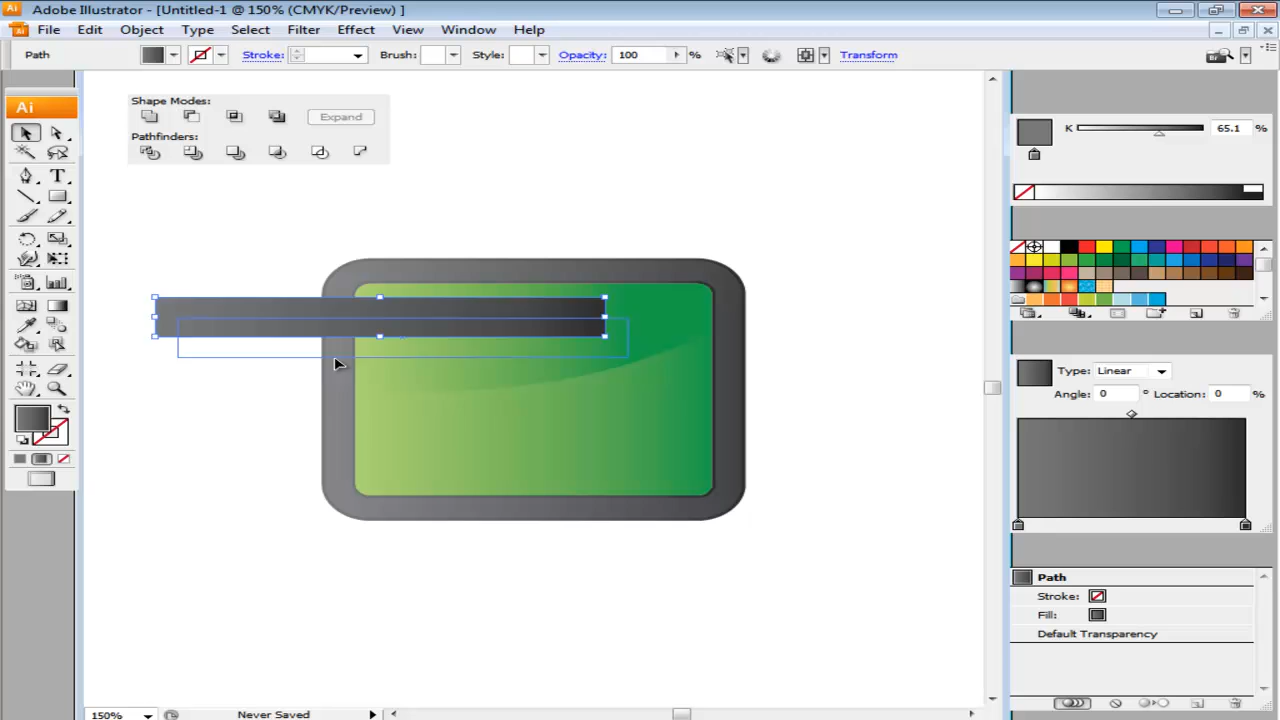 Ai Adobe Illustrator - [Untitled-1 @ 150% (CMYK/Preview) ]
Ai File Edit Object Type Select Filter Effect View Window Help
Path Stroke: Brush: Style: Opacity: 100 % Transform
Shape Modes:
Expand
Pathfinders:
Ai
T
K 65.1 %
Type: Linear
Angle: 0 ° Location: 0 %
Path
Stroke:
Fill:
Default Transparency
150% Never Saved